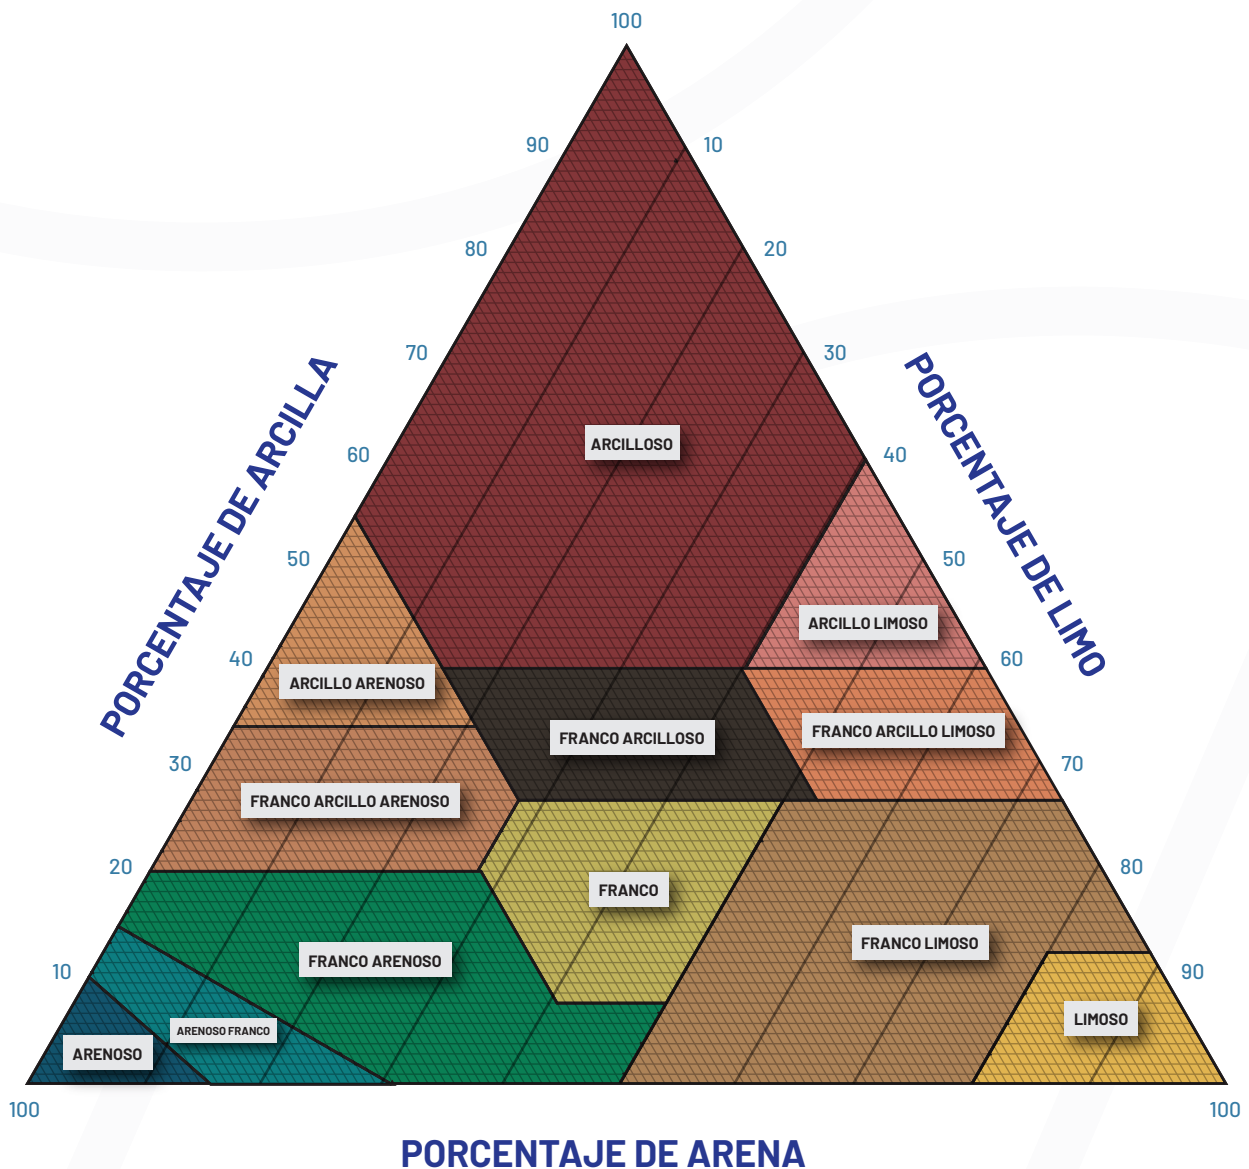 100
90
10
80
20
70
30
PORCENTAJE DE ARCILLA
PORCENTAJE DE LIMO
ARCILLOSO
60
40
50
50
ARCILLO LIMOSO
40
60
ARCILLO ARENOSO
FRANCO ARCILLO LIMOSO
FRANCO ARCILLOSO
30
70
FRANCO ARCILLO ARENOSO
20
80
FRANCO
FRANCO LIMOSO
FRANCO ARENOSO
10
90
LIMOSO
ARENOSO FRANCO
ARENOSO
100
100
PORCENTAJE DE ARENA